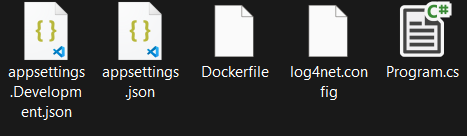 appsettings
.Developm
ent.json
appsettings
.json
Dockerfile
log4net.con
fig
C#
Program.cs